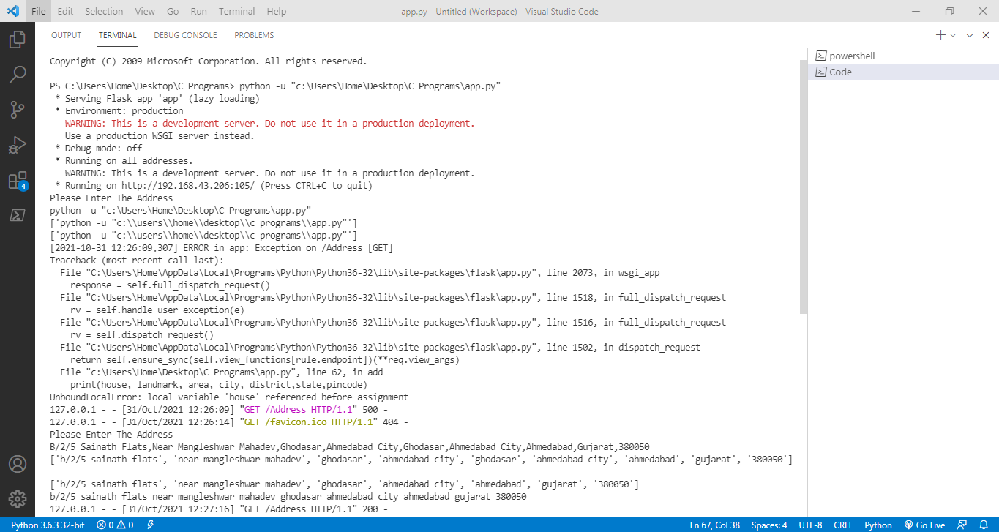 File Edit Selection View Go Run Terminal Help app.py - Untitled (Workspace) - Visual Studio Code
OUTPUT TERMINAL DEBUG CONSOLE PROBLEMS
powershell
Code
4
Copyright (C) 2009 Microsoft Corporation. All rights reserved.
PS C:\Users\Home\Desktop\C Programs> python -u "c:\Users\Home\Desktop\C Programs\app.py"
* Serving Flask app 'app' (lazy loading)
* Environment: production
WARNING: This is a development server. Do not use it in a production deployment.
Use a production WSGI server instead.
* Debug mode: off
* Running on all addresses.
WARNING: This is a development server. Do not use it in a production deployment.
* Running on http://192.168.43.206:105/ (Press CTRL+C to quit)
Please Enter The Address
python -u "c:\Users\Home\Desktop\C Programs\app.py"
['python -u "c:\\users\\home\\desktop\\c programs\\app.py"']
['python -u "c:\\users\\home\\desktop\\c programs\\app.py"']
[2021-10-31 12:26:09,307] ERROR in app: Exception on /Address [GET]
Traceback (most recent call last):
File "C:\Users\Home\AppData\Local\Programs\Python\Python36-32\lib\site-packages\flask\app.py", line 2073, in wsgi_app
response = self.full_dispatch_request()
File "C:\Users\Home\AppData\Local\Programs\Python\Python36-32\lib\site-packages\flask\app.py", line 1518, in full_dispatch_request
rv = self.handle_user_exception(e)
File "C:\Users\Home\AppData\Local\Programs\Python\Python36-32\lib\site-packages\flask\app.py", line 1516, in full_dispatch_request
rv = self.dispatch_request()
File "C:\Users\Home\AppData\Local\Programs\Python\Python36-32\lib\site-packages\flask\app.py", line 1502, in dispatch_request
return self.ensure_sync(self.view_functions[rule.endpoint])(**req.view_args)
File "c:\Users\Home\Desktop\C Programs\app.py", line 62, in add
print(house, landmark, area, city, district,state,pincode)
UnboundLocalError: local variable 'house' referenced before assignment
127.0.0.1 - - [31/Oct/2021 12:26:09] "GET /Address HTTP/1.1" 500 -
127.0.0.1 - - [31/Oct/2021 12:26:14] "GET /favicon.ico HTTP/1.1" 404 -
Please Enter The Address
B/2/5 Sainath Flats,Near Mangleshwar Mahadev,Ghodasar,Ahmedabad City,Ghodasar,Ahmedabad City,Ahmedabad,Gujarat,380050
['b/2/5 sainath flats', 'near mangleshwar mahadev', 'ghodasar', 'ahmedabad city', 'ghodasar', 'ahmedabad city', 'ahmedabad', 'gujarat', '380050']
['b/2/5 sainath flats', 'near mangleshwar mahadev', 'ghodasar', 'ahmedabad city', 'ahmedabad', 'gujarat', '380050']
b/2/5 sainath flats near mangleshwar mahadev ghodasar ahmedabad city ahmedabad gujarat 380050
127.0.0.1 - - [31/Oct/2021 12:27:16] "GET /Address HTTP/1.1" 200 -
Python 3.6.3 32-bit 0 0 Ln 67, Col 38 Spaces: 4 UTF-8 CRLF Python Go Live